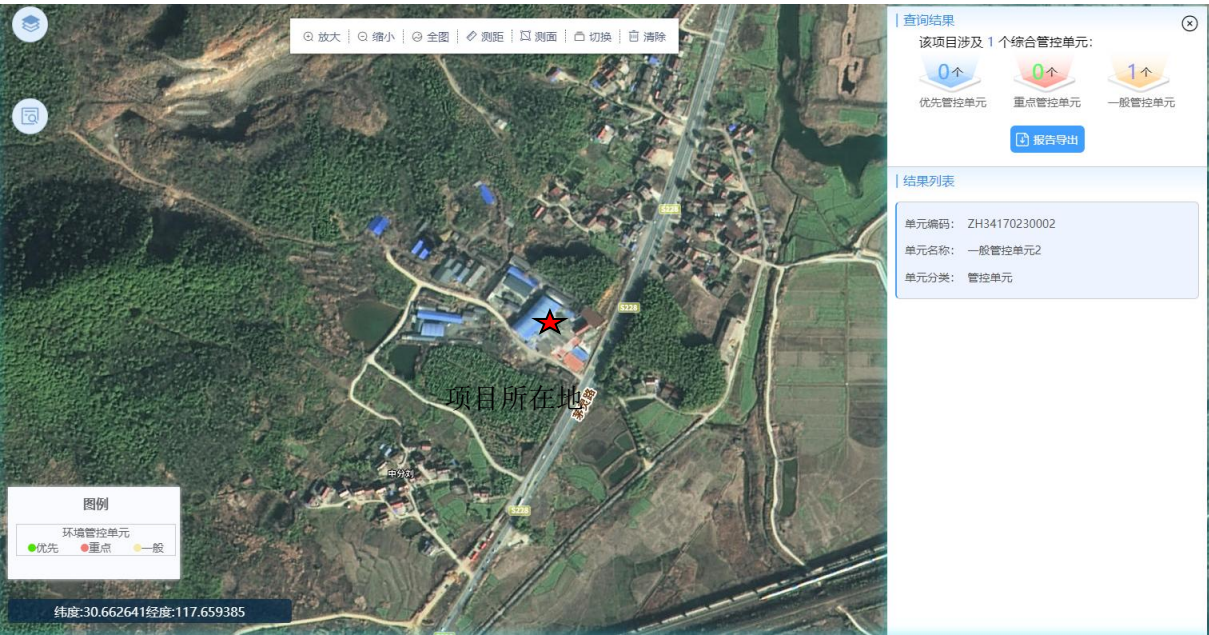 放大 缩小 全图 测距 测面 切换 清除
查询结果
该项目涉及 1 个综合管控单元:
0个 0个 1个
优先管控单元 重点管控单元 一般管控单元
报告导出
结果列表
单元编码: ZH34170230002
单元名称: 一般管控单元2
单元分类: 管控单元
S228
S228
项目所在地
中分刘
S228
图例
环境管控单元
优先 重点 一般
纬度:30.662641经度:117.659385